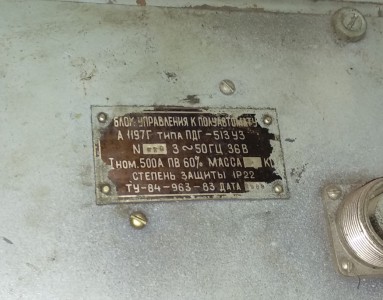 БЛОК УПРАВЛЕНИЯ К ПОЛУАВТОМАТУ
А 1197Г ТИПА ПДГ-513 У3
N 3~50ГЦ 36В
Iном.500А ПВ 60% МАССА КГ
СТЕПЕНЬ ЗАЩИТЫ IP22
ТУ-84-963-83 ДАТА